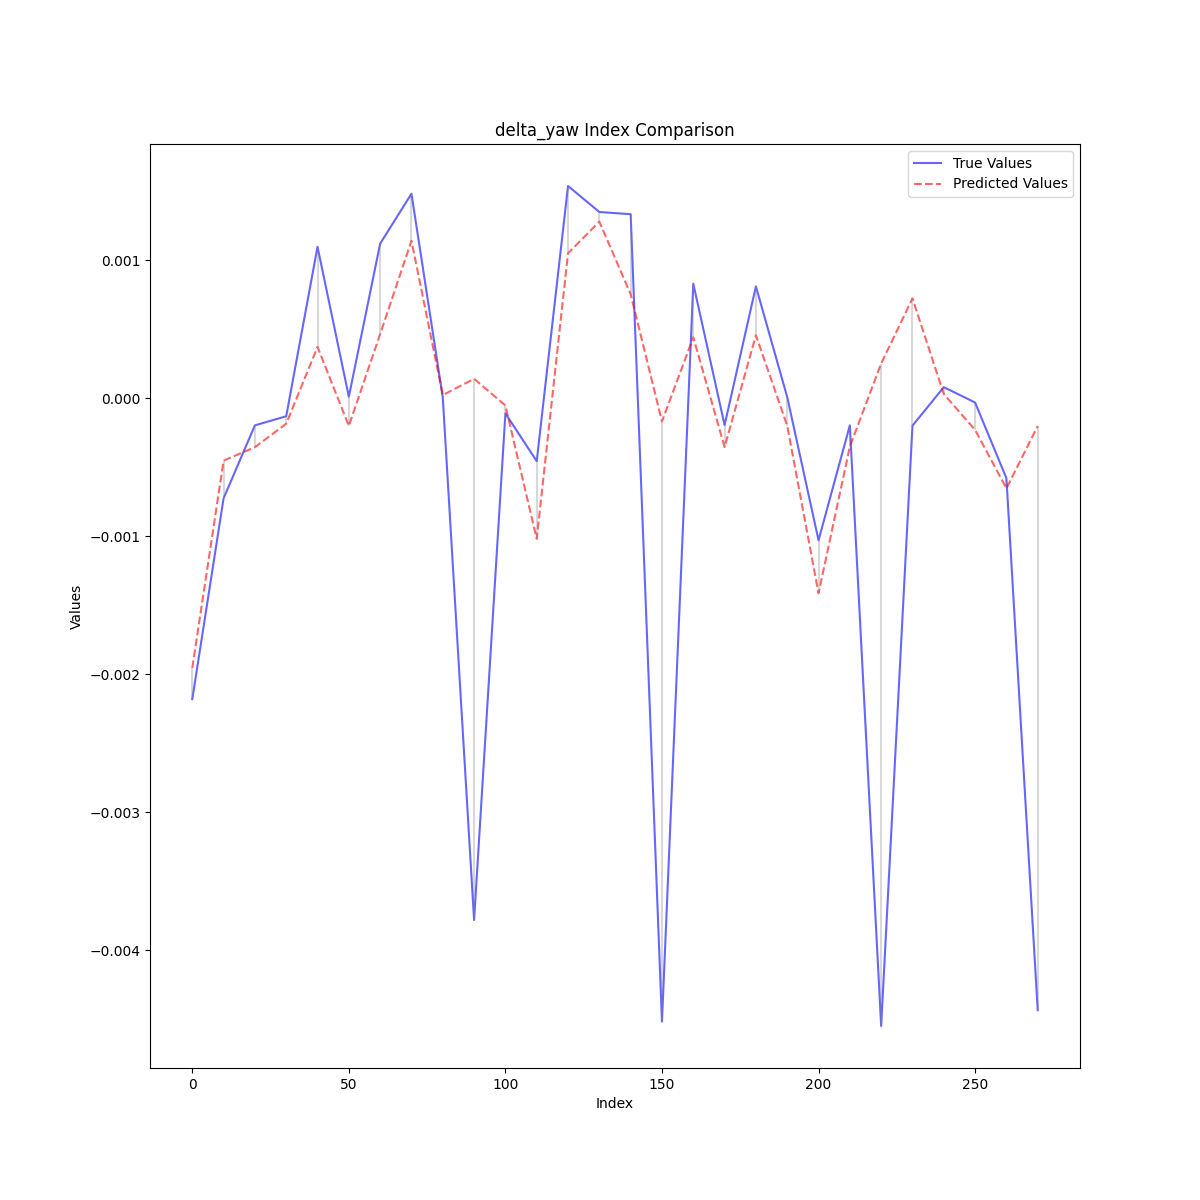 delta_yaw Index Comparison
True Values
Predicted Values
0.001
0.000
−0.001
−0.002
−0.003
−0.004
Values
0
50
100
150
200
250
Index